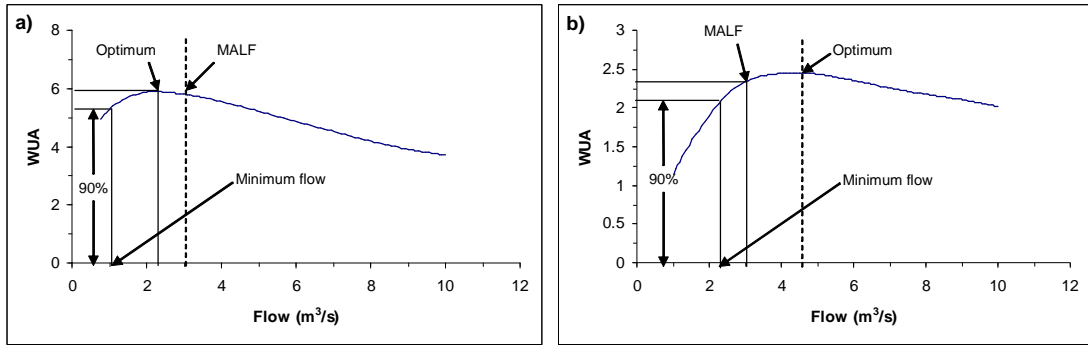 a)
Optimum
MALF
8
6
4
2
0
WUA
90%
Minimum flow
0 2 4 6 8 10 12
Flow (m³/s)
b)
MALF
Optimum
3
2.5
2
1.5
1
0.5
0
WUA
90%
Minimum flow
0 2 4 6 8 10 12
Flow (m³/s)